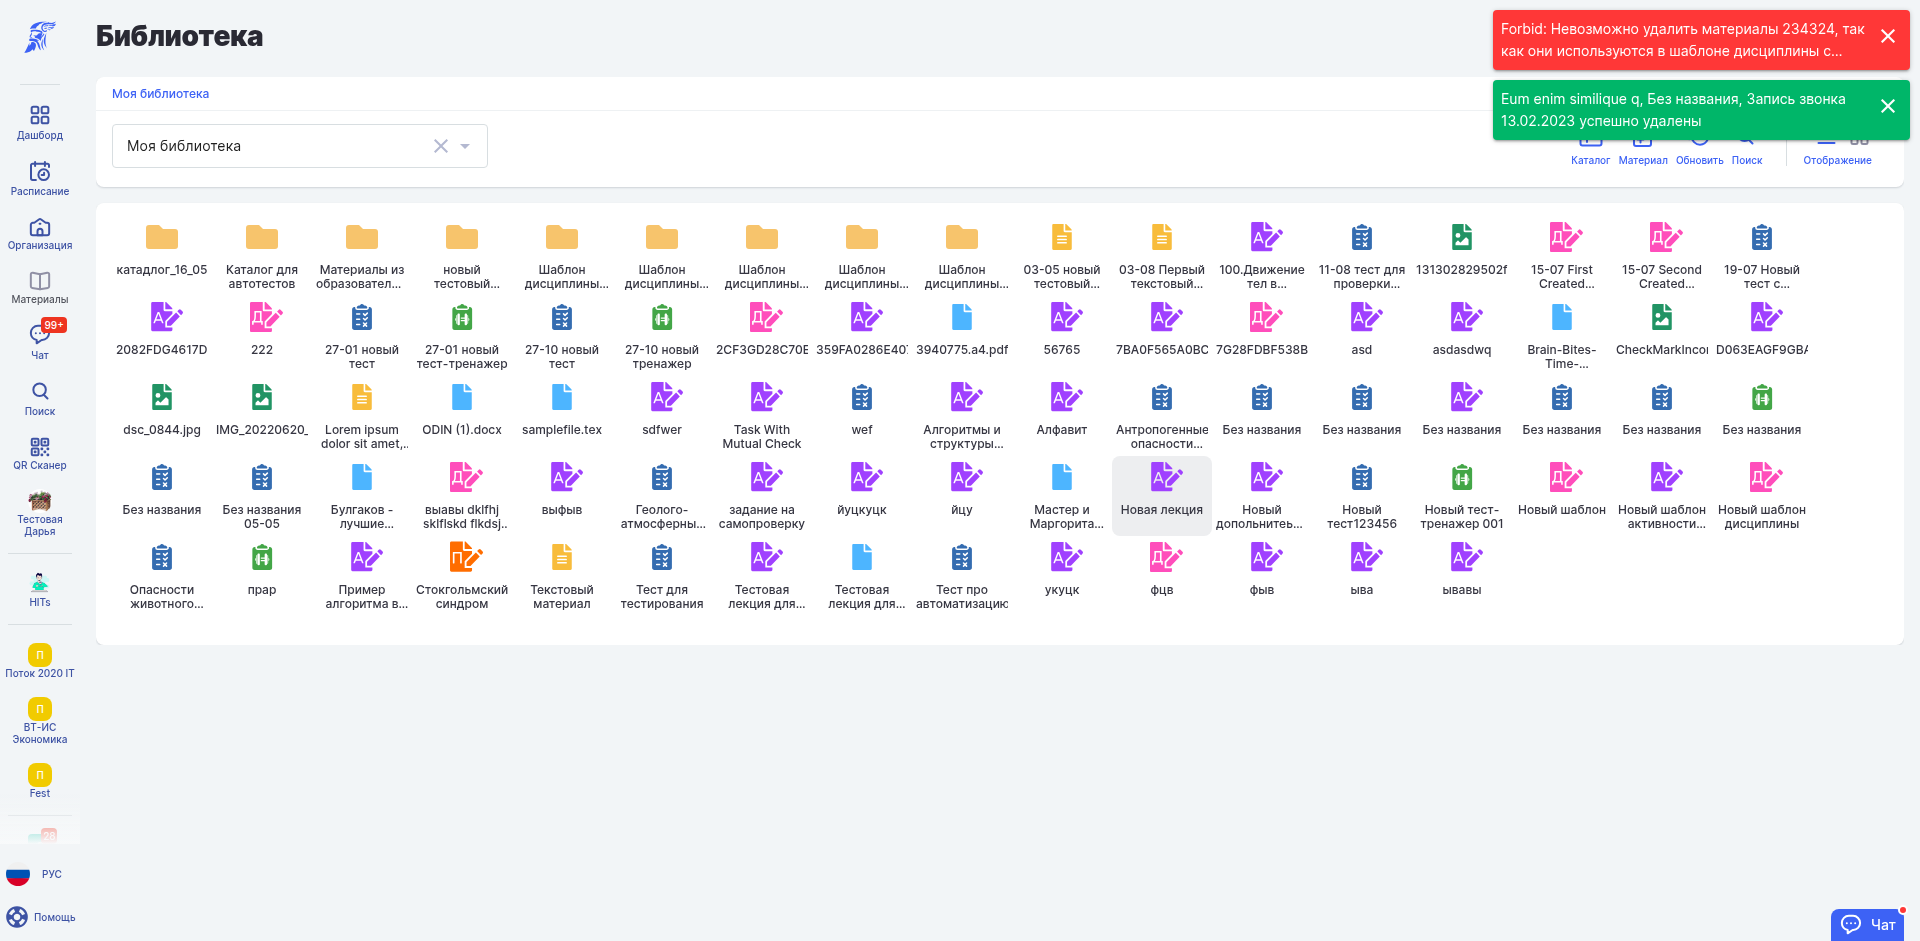 Библиотека
Forbid: Невозможно удалить материалы 234324, так
как они используются в шаблоне дисциплины с...
Eum enim similique q, Без названия, Запись звонка
13.02.2023 успешно удалены
Моя библиотека
Моя библиотека
Каталог Материал Обновить Поиск Отображение
Дашборд
Расписание
Организация
Материалы
99+
Чат
Поиск
QR Сканер
Тестовая
Дарья
HITs
П
Поток 2020 IT
П
ВТ-ИС
Экономика
П
Fest
28
РУС
Помощь
катадлог_16_05
Каталог для
автотестов
Материалы из
образовател...
новый
тестовый...
Шаблон
дисциплины...
Шаблон
дисциплины...
Шаблон
дисциплины...
Шаблон
дисциплины...
Шаблон
дисциплины...
03-05 новый
тестовый...
03-08 Первый
текстовый...
100.Движение
тел в...
11-08 тест для
проверки...
131302829502f
15-07 First
Created...
15-07 Second
Created...
19-07 Новый
тест с...
2082FDG4617D
222
27-01 новый
тест
27-01 новый
тест-тренажер
27-10 новый
тест
27-10 новый
тренажер
2CF3GD28C70E
359FA0286E407
3940775.a4.pdf
56765
7BA0F565A0BC
7G28FDBF538B
asd
asdasdwq
Brain-Bites-
Time-...
CheckMarkIncor
D063EAGF9GBA
dsc_0844.jpg
IMG_20220620_
Lorem ipsum
dolor sit amet,..
ODIN (1).docx
samplefile.tex
sdfwer
Task With
Mutual Check
wef
Алгоритмы и
структуры...
Алфавит
Антропогенные
опасности...
Без названия
Без названия
Без названия
Без названия
Без названия
Без названия
Без названия
Без названия
05-05
Булгаков -
лучшие...
выавы dklfhj
sklflskd flkdsj..
выфыв
Геолого-
атмосферны...
задание на
самопроверку
йуцкуцк
йцу
Мастер и
Маргарита...
Новая лекция
Новый
допольнитеь...
Новый
тест123456
Новый тест-
тренажер 001
Новый шаблон
Новый шаблон
активности...
Новый шаблон
дисциплины
Опасности
животного...
прар
Пример
алгоритма в...
Стокгольмский
синдром
Текстовый
материал
Тест для
тестирования
Тестовая
лекция для...
Тестовая
лекция для...
Тест про
автоматизацию
укуцк
фцв
фыв
ыва
ывавы
Чат